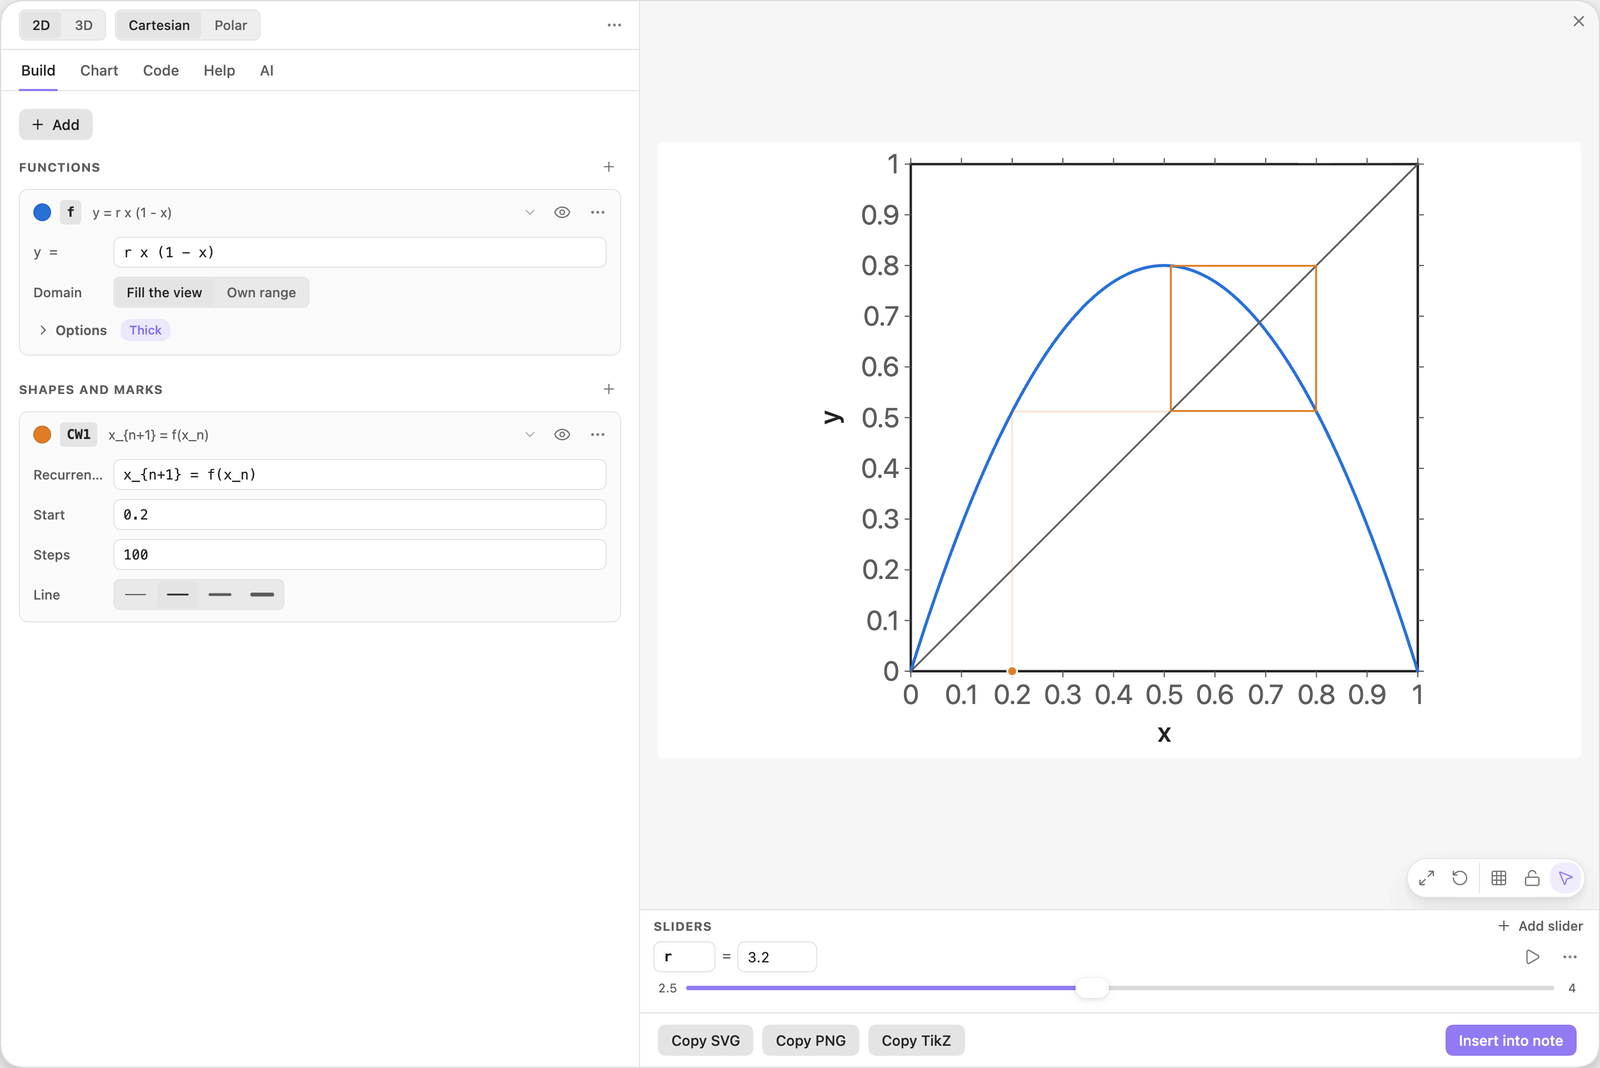 2D 3D Cartesian Polar
Build Chart Code Help AI
+ Add
FUNCTIONS
f y = r x (1 - x)
y = r x (1 − x)
Domain Fill the view Own range
Options Thick
SHAPES AND MARKS
CW1 x_{n+1} = f(x_n)
Recurren... x_{n+1} = f(x_n)
Start 0.2
Steps 100
Line
1
0.9
0.8
0.7
0.6
0.5
0.4
0.3
0.2
0.1
0
y
0 0.1 0.2 0.3 0.4 0.5 0.6 0.7 0.8 0.9 1
x
SLIDERS + Add slider
r = 3.2
2.5 4
Copy SVG Copy PNG Copy TikZ Insert into note